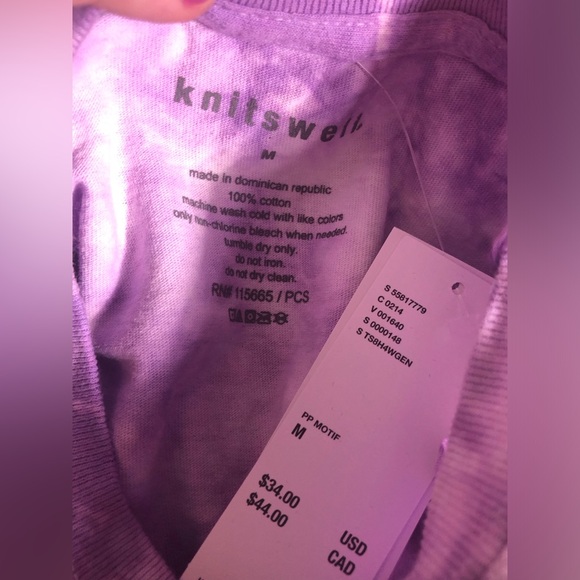 knitswell
M
made in dominican republic
100% cotton
machine wash cold with like colors
only non-chlorine bleach when needed.
tumble dry only.
do not iron.
do not dry clean.
RN# 115665 / PCS
S 55817779
C 0214
V 001640
S 0000148
S TS8H4WGEN
PP MOTIF
M
$34.00 USD
$44.00 CAD